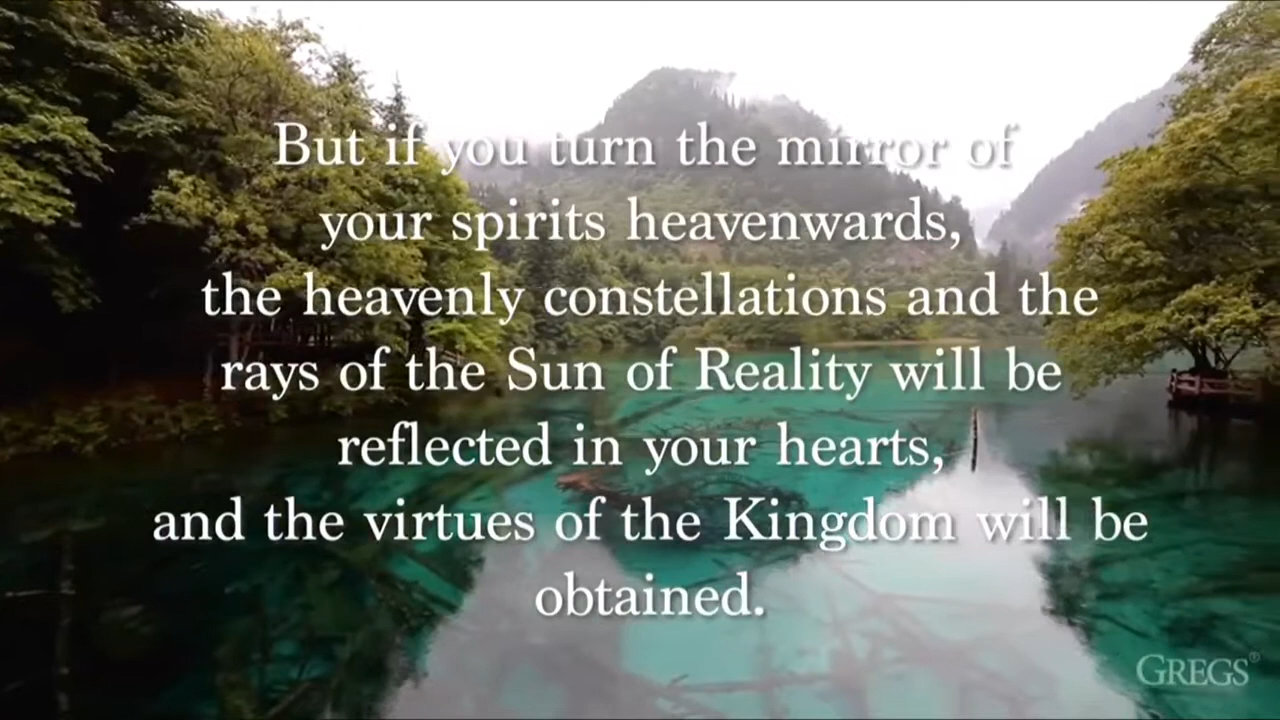 But if you turn the mirror of
your spirits heavenwards,
the heavenly constellations and the
rays of the Sun of Reality will be
reflected in your hearts,
and the virtues of the Kingdom will be
obtained.
GREGS®